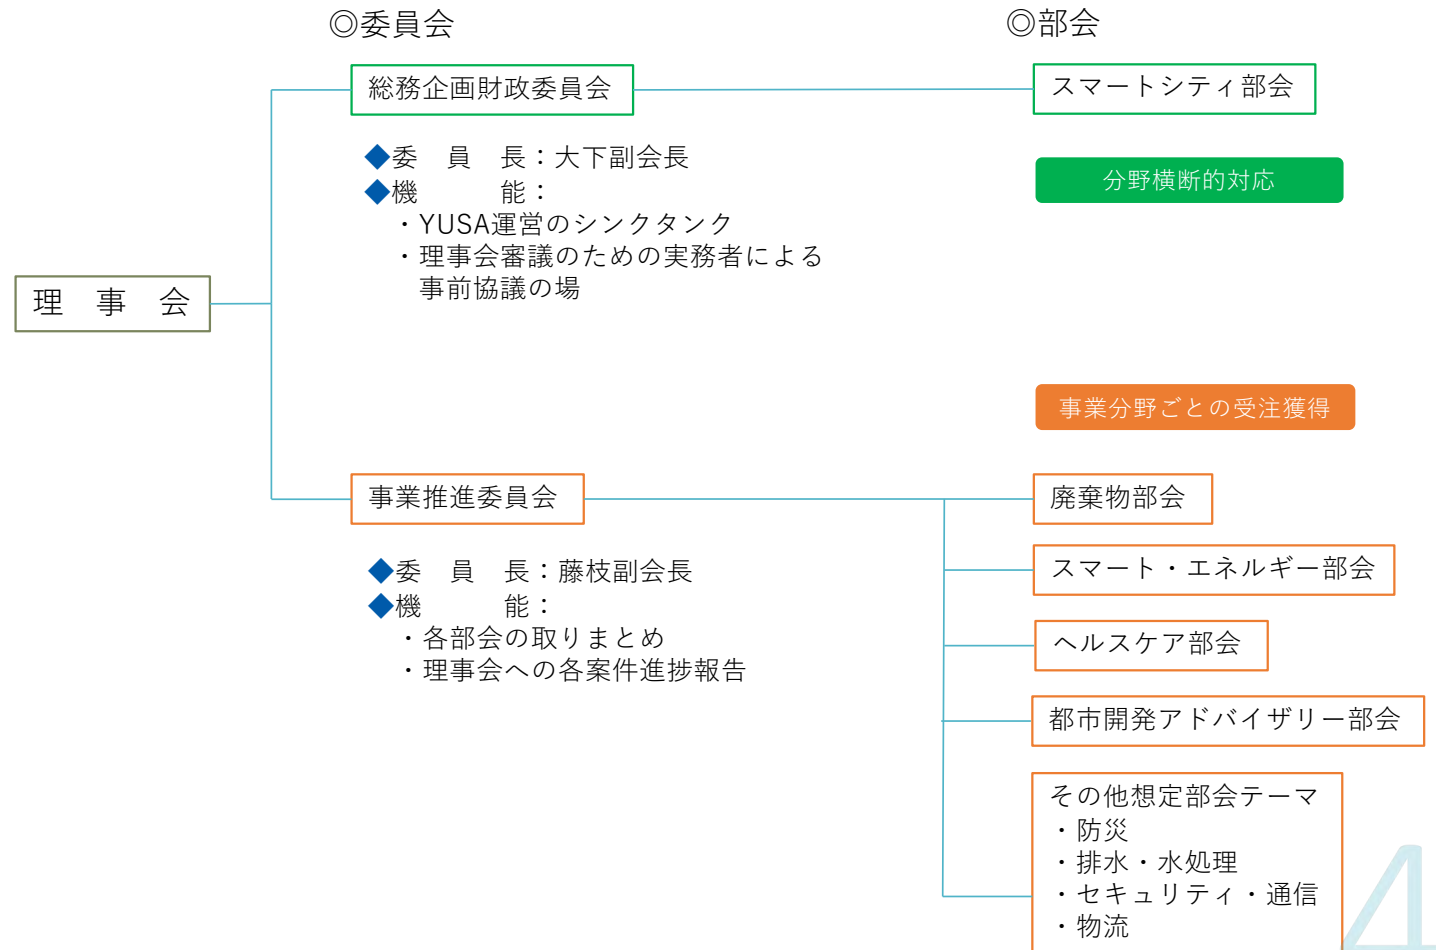 ◎委員会
◎部会
総務企画財政委員会
スマートシティ部会
◆委　員　長：大下副会長
◆機　　　能：
・YUSA運営のシンクタンク
・理事会審議のための実務者による
事前協議の場
分野横断的対応
理　事　会
事業分野ごとの受注獲得
事業推進委員会
廃棄物部会
◆委　員　長：藤枝副会長
◆機　　　能：
・各部会の取りまとめ
・理事会への各案件進捗報告
スマート・エネルギー部会
ヘルスケア部会
都市開発アドバイザリー部会
その他想定部会テーマ
・防災
・排水・水処理
・セキュリティ・通信
・物流
4